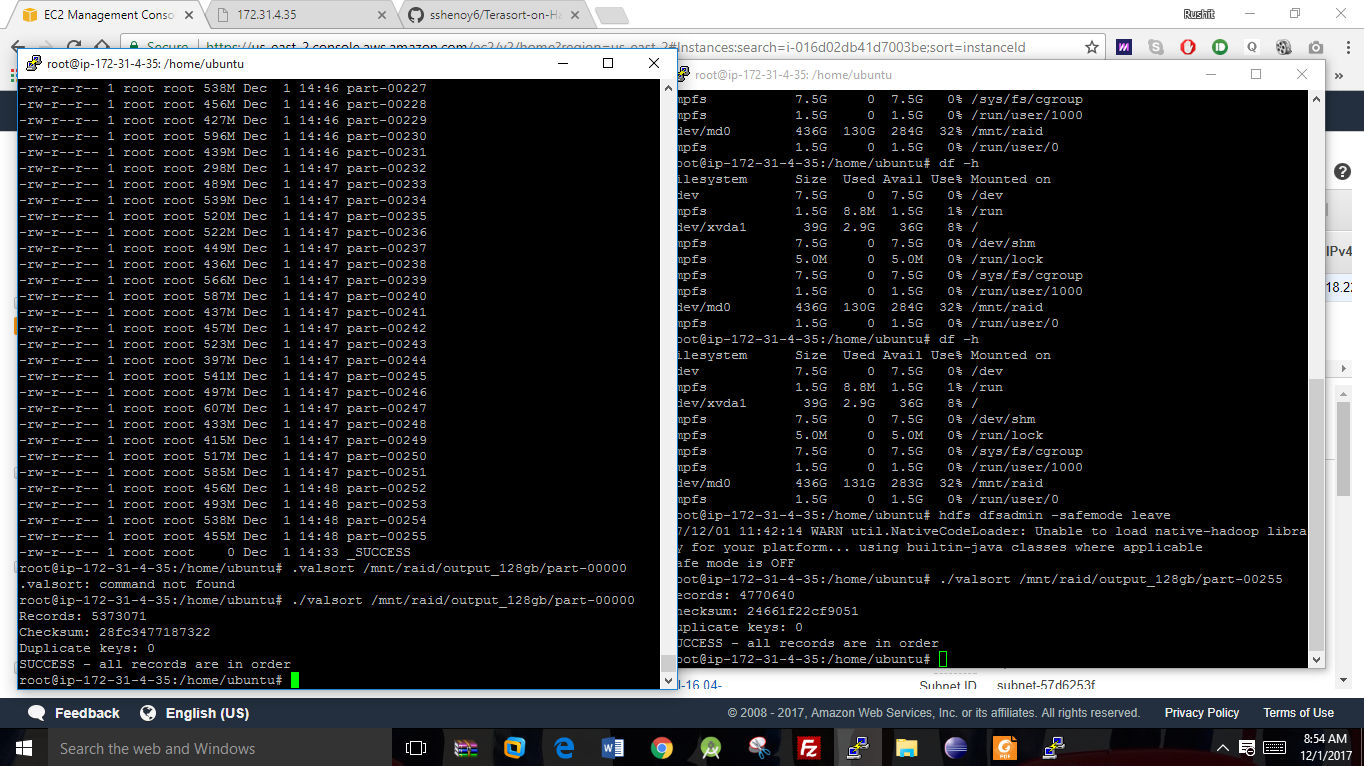 EC2 Management Conso
172.31.4.35
sshenoy6/Terasort-on-Ha
Rushit
Secure
https://us-east-2.console.aws.amazon.com/ec2/v2/home?region=us-east-2#Instances:search=i-016d02db41d7003be;sort=instanceId
root@ip-172-31-4-35: /home/ubuntu
-rw-r--r-- 1 root root 538M Dec  1 14:46 part-00227
-rw-r--r-- 1 root root 456M Dec  1 14:46 part-00228
-rw-r--r-- 1 root root 427M Dec  1 14:46 part-00229
-rw-r--r-- 1 root root 596M Dec  1 14:46 part-00230
-rw-r--r-- 1 root root 439M Dec  1 14:46 part-00231
-rw-r--r-- 1 root root 298M Dec  1 14:47 part-00232
-rw-r--r-- 1 root root 489M Dec  1 14:47 part-00233
-rw-r--r-- 1 root root 539M Dec  1 14:47 part-00234
-rw-r--r-- 1 root root 520M Dec  1 14:47 part-00235
-rw-r--r-- 1 root root 522M Dec  1 14:47 part-00236
-rw-r--r-- 1 root root 449M Dec  1 14:47 part-00237
-rw-r--r-- 1 root root 436M Dec  1 14:47 part-00238
-rw-r--r-- 1 root root 566M Dec  1 14:47 part-00239
-rw-r--r-- 1 root root 587M Dec  1 14:47 part-00240
-rw-r--r-- 1 root root 437M Dec  1 14:47 part-00241
-rw-r--r-- 1 root root 457M Dec  1 14:47 part-00242
-rw-r--r-- 1 root root 523M Dec  1 14:47 part-00243
-rw-r--r-- 1 root root 397M Dec  1 14:47 part-00244
-rw-r--r-- 1 root root 541M Dec  1 14:47 part-00245
-rw-r--r-- 1 root root 497M Dec  1 14:47 part-00246
-rw-r--r-- 1 root root 607M Dec  1 14:47 part-00247
-rw-r--r-- 1 root root 433M Dec  1 14:47 part-00248
-rw-r--r-- 1 root root 415M Dec  1 14:47 part-00249
-rw-r--r-- 1 root root 517M Dec  1 14:47 part-00250
-rw-r--r-- 1 root root 585M Dec  1 14:47 part-00251
-rw-r--r-- 1 root root 456M Dec  1 14:48 part-00252
-rw-r--r-- 1 root root 493M Dec  1 14:48 part-00253
-rw-r--r-- 1 root root 538M Dec  1 14:48 part-00254
-rw-r--r-- 1 root root 455M Dec  1 14:48 part-00255
-rw-r--r-- 1 root root    0 Dec  1 14:33 _SUCCESS
root@ip-172-31-4-35:/home/ubuntu# .valsort /mnt/raid/output_128gb/part-00000
.valsort: command not found
root@ip-172-31-4-35:/home/ubuntu# ./valsort /mnt/raid/output_128gb/part-00000
Records: 5373071
Checksum: 28fc3477187322
Duplicate keys: 0
SUCCESS - all records are in order
root@ip-172-31-4-35:/home/ubuntu#
root@ip-172-31-4-35: /home/ubuntu
mpfs 7.5G 0 7.5G 0% /sys/fs/cgroup
mpfs 1.5G 0 1.5G 0% /run/user/1000
dev/md0 436G 130G 284G 32% /mnt/raid
mpfs 1.5G 0 1.5G 0% /run/user/0
oot@ip-172-31-4-35:/home/ubuntu# df -h
ilesystem Size Used Avail Use% Mounted on
dev 7.5G 0 7.5G 0% /dev
mpfs 1.5G 8.8M 1.5G 1% /run
dev/xvda1 39G 2.9G 36G 8% /
mpfs 7.5G 0 7.5G 0% /dev/shm
mpfs 5.0M 0 5.0M 0% /run/lock
mpfs 7.5G 0 7.5G 0% /sys/fs/cgroup
mpfs 1.5G 0 1.5G 0% /run/user/1000
dev/md0 436G 130G 284G 32% /mnt/raid
mpfs 1.5G 0 1.5G 0% /run/user/0
oot@ip-172-31-4-35:/home/ubuntu# df -h
ilesystem Size Used Avail Use% Mounted on
dev 7.5G 0 7.5G 0% /dev
mpfs 1.5G 8.8M 1.5G 1% /run
dev/xvda1 39G 2.9G 36G 8% /
mpfs 7.5G 0 7.5G 0% /dev/shm
mpfs 5.0M 0 5.0M 0% /run/lock
mpfs 7.5G 0 7.5G 0% /sys/fs/cgroup
mpfs 1.5G 0 1.5G 0% /run/user/1000
dev/md0 436G 131G 283G 32% /mnt/raid
mpfs 1.5G 0 1.5G 0% /run/user/0
oot@ip-172-31-4-35:/home/ubuntu# hdfs dfsadmin -safemode leave
7/12/01 11:42:14 WARN util.NativeCodeLoader: Unable to load native-hadoop libra
y for your platform... using builtin-java classes where applicable
afe mode is OFF
oot@ip-172-31-4-35:/home/ubuntu# ./valsort /mnt/raid/output_128gb/part-00255
ecords: 4770640
hecksum: 24661f22cf9051
uplicate keys: 0
UCCESS - all records are in order
oot@ip-172-31-4-35:/home/ubuntu#
IPv4
18.22
l-16.04-
Subnet ID
subnet-57d6253f
Feedback
English (US)
© 2008 - 2017, Amazon Web Services, Inc. or its affiliates. All rights reserved.
Privacy Policy
Terms of Use
Search the web and Windows
8:54 AM
12/1/2017